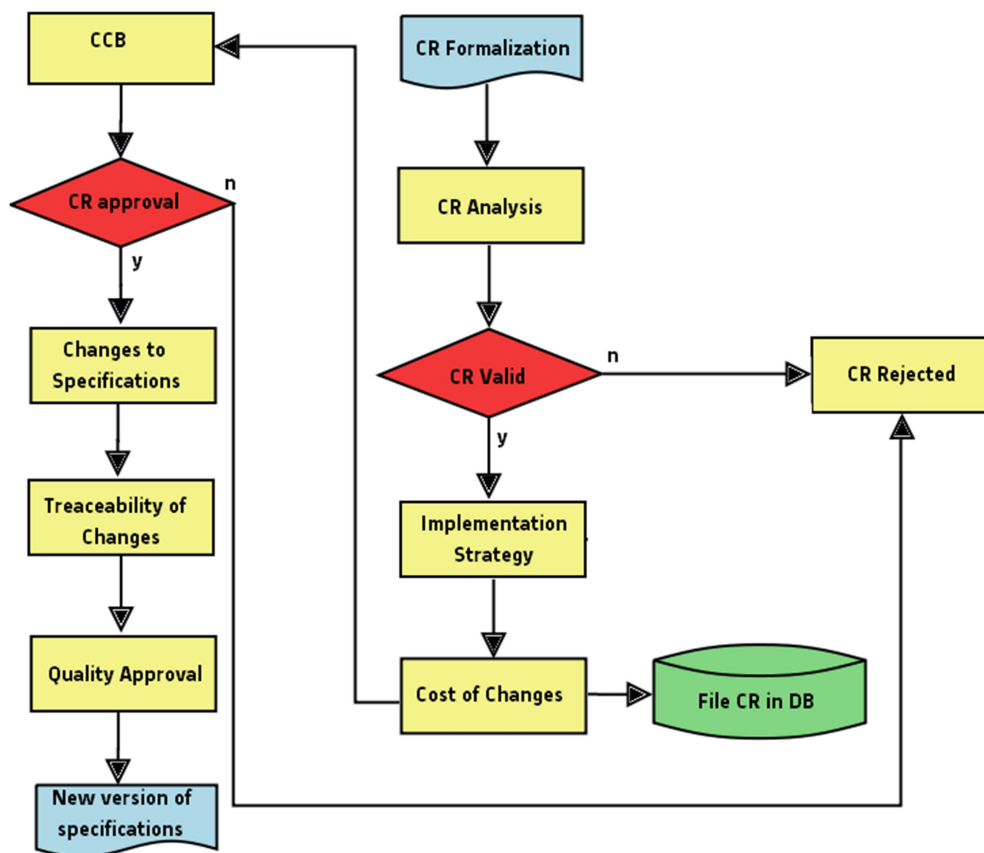 CCB
CR approval
n
y
Changes to
Specifications
Treaceability of
Changes
Quality Approval
New version of
specifications
CR Formalization
CR Analysis
CR Valid
n
y
CR Rejected
Implementation
Strategy
Cost of Changes
File CR in DB